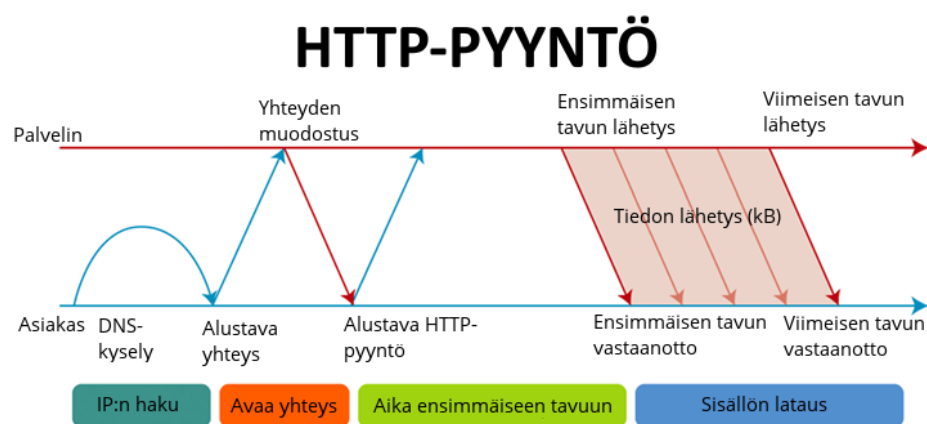 HTTP-PYYNTÖ
Palvelin
Yhteyden
muodostus
Ensimmäisen
tavun lähetys
Viimeisen tavun
lähetys
Tiedon lähetys (kB)
Asiakas
DNS-
kysely
Alustava
yhteys
Alustava HTTP-
pyyntö
Ensimmäisen tavun
vastaanotto
Viimeisen tavun
vastaanotto
IP:n haku
Avaa yhteys
Aika ensimmäiseen tavuun
Sisällön lataus